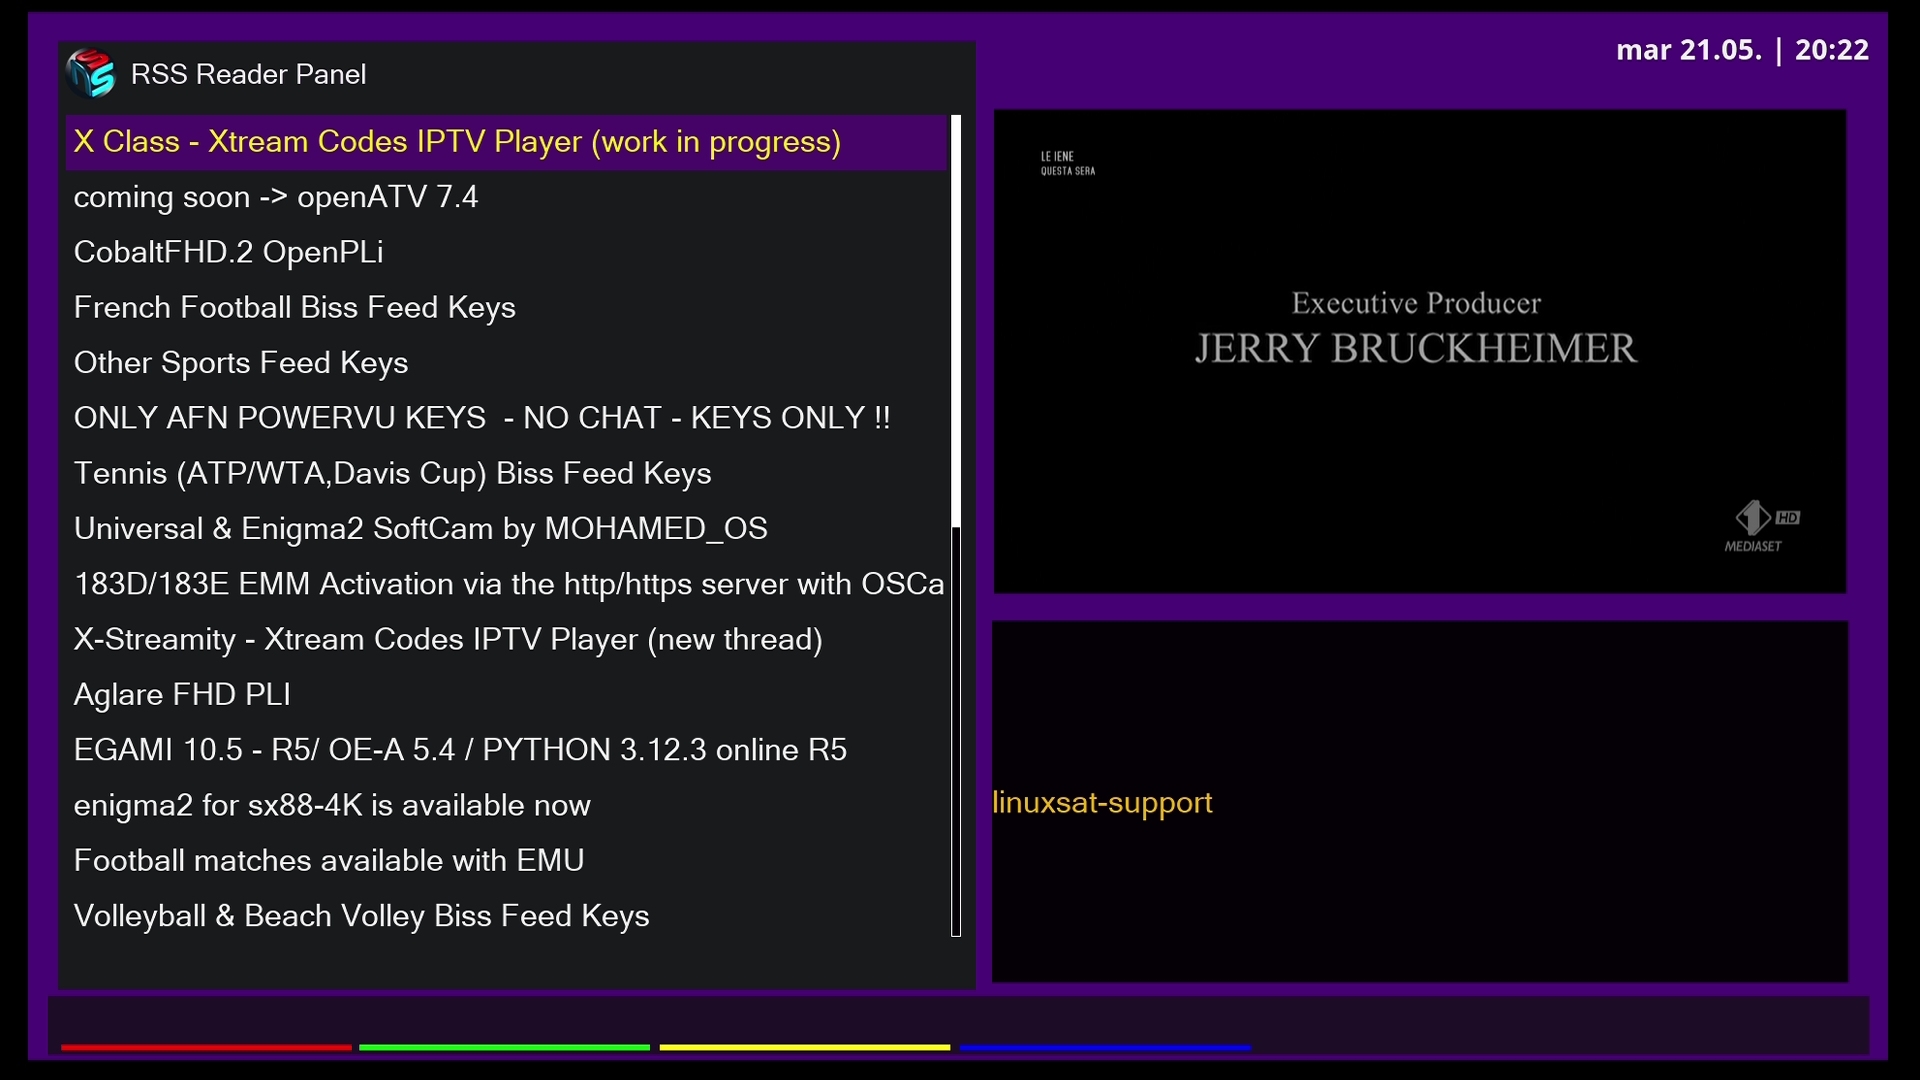 RSS Reader Panel
mar 21.05. | 20:22
X Class - Xtream Codes IPTV Player (work in progress)
coming soon -> openATV 7.4
CobaltFHD.2 OpenPLi
French Football Biss Feed Keys
Other Sports Feed Keys
ONLY AFN POWERVU KEYS  - NO CHAT - KEYS ONLY !!
Tennis (ATP/WTA,Davis Cup) Biss Feed Keys
Universal & Enigma2 SoftCam by MOHAMED_OS
183D/183E EMM Activation via the http/https server with OSCa
X-Streamity - Xtream Codes IPTV Player (new thread)
Aglare FHD PLI
EGAMI 10.5 - R5/ OE-A 5.4 / PYTHON 3.12.3 online R5
enigma2 for sx88-4K is available now
Football matches available with EMU
Volleyball & Beach Volley Biss Feed Keys
LE IENE
QUESTA SERA
Executive Producer
JERRY BRUCKHEIMER
1 HD
MEDIASET
linuxsat-support